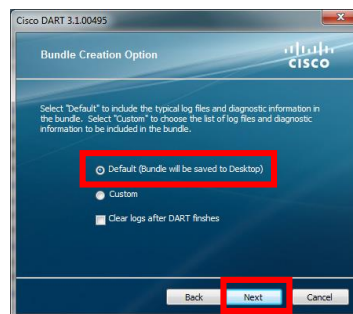 Cisco DART 3.1.00495
Bundle Creation Option
CISCO
Select "Default" to include the typical log files and diagnostic information in
the bundle. Select "Custom" to choose the list of log files and diagnostic
information to be included in the bundle.
Default (Bundle will be saved to Desktop)
Custom
Clear logs after DART finshes
Back Next Cancel